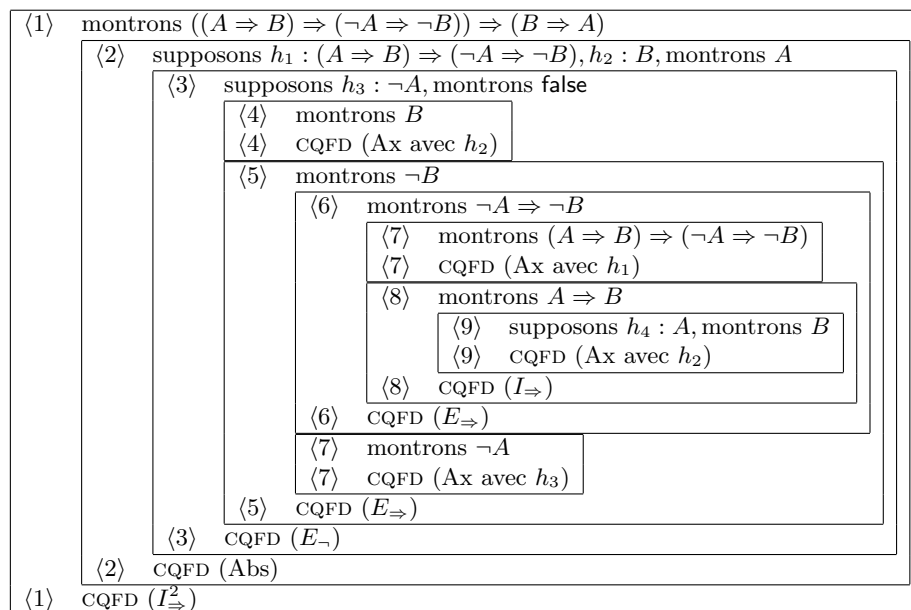 ⟨1⟩ montrons ((A ⇒ B) ⇒ (¬A ⇒ ¬B)) ⇒ (B ⇒ A)
⟨2⟩ supposons h₁ : (A ⇒ B) ⇒ (¬A ⇒ ¬B), h₂ : B, montrons A
⟨3⟩ supposons h₃ : ¬A, montrons false
⟨4⟩ montrons B
⟨4⟩ CQFD (Ax avec h₂)
⟨5⟩ montrons ¬B
⟨6⟩ montrons ¬A ⇒ ¬B
⟨7⟩ montrons (A ⇒ B) ⇒ (¬A ⇒ ¬B)
⟨7⟩ CQFD (Ax avec h₁)
⟨8⟩ montrons A ⇒ B
⟨9⟩ supposons h₄ : A, montrons B
⟨9⟩ CQFD (Ax avec h₂)
⟨8⟩ CQFD (I⇒)
⟨6⟩ CQFD (E⇒)
⟨7⟩ montrons ¬A
⟨7⟩ CQFD (Ax avec h₃)
⟨5⟩ CQFD (E⇒)
⟨3⟩ CQFD (E¬)
⟨2⟩ CQFD (Abs)
⟨1⟩ CQFD (I²⇒)